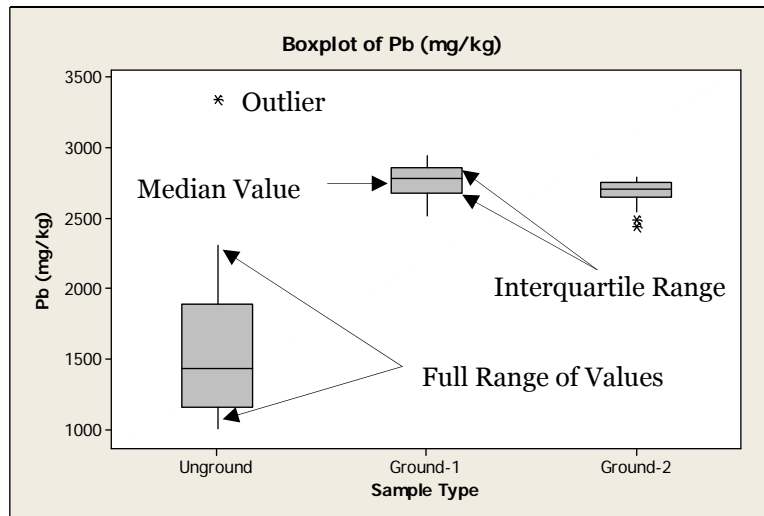 Boxplot of Pb (mg/kg)
3500
Outlier
3000
Median Value
2500
Interquartile Range
2000
1500
Full Range of Values
1000
Pb (mg/kg)
Unground Ground-1 Ground-2
Sample Type